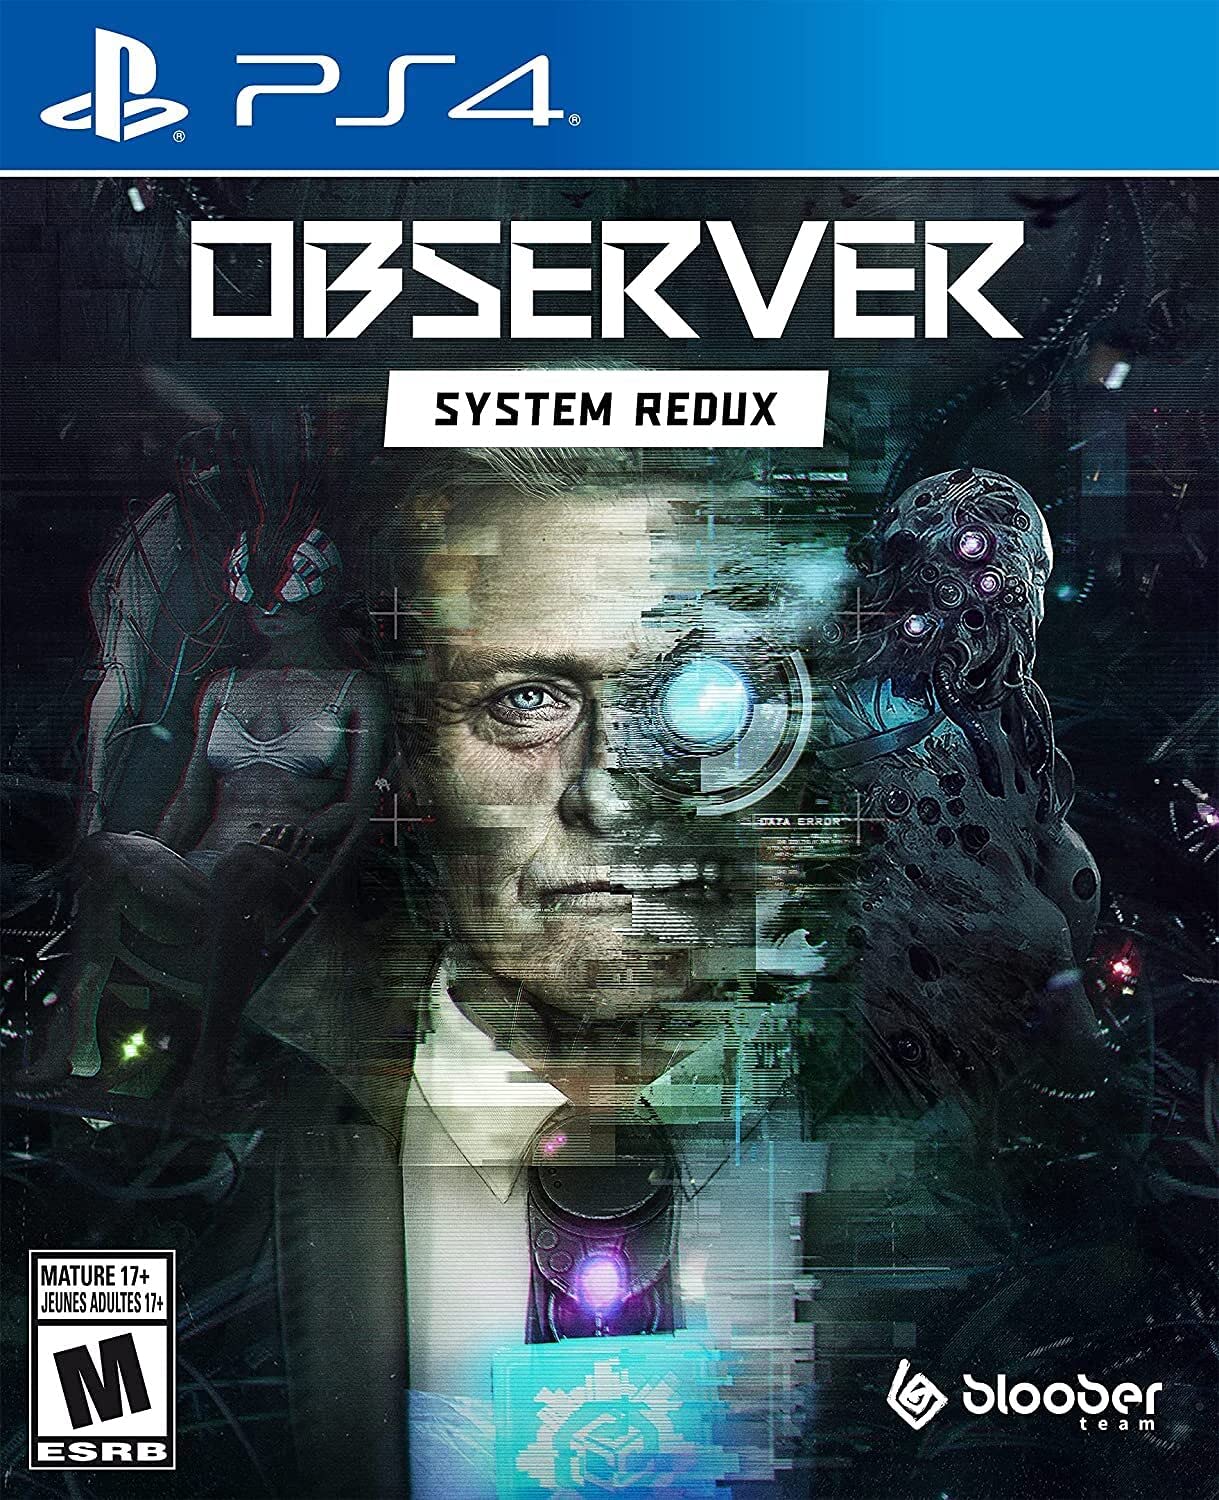 PS4
OBSERVER
SYSTEM REDUX
DATA ERROR
MATURE 17+
JEUNES ADULTES 17+
M
ESRB
bloober
team